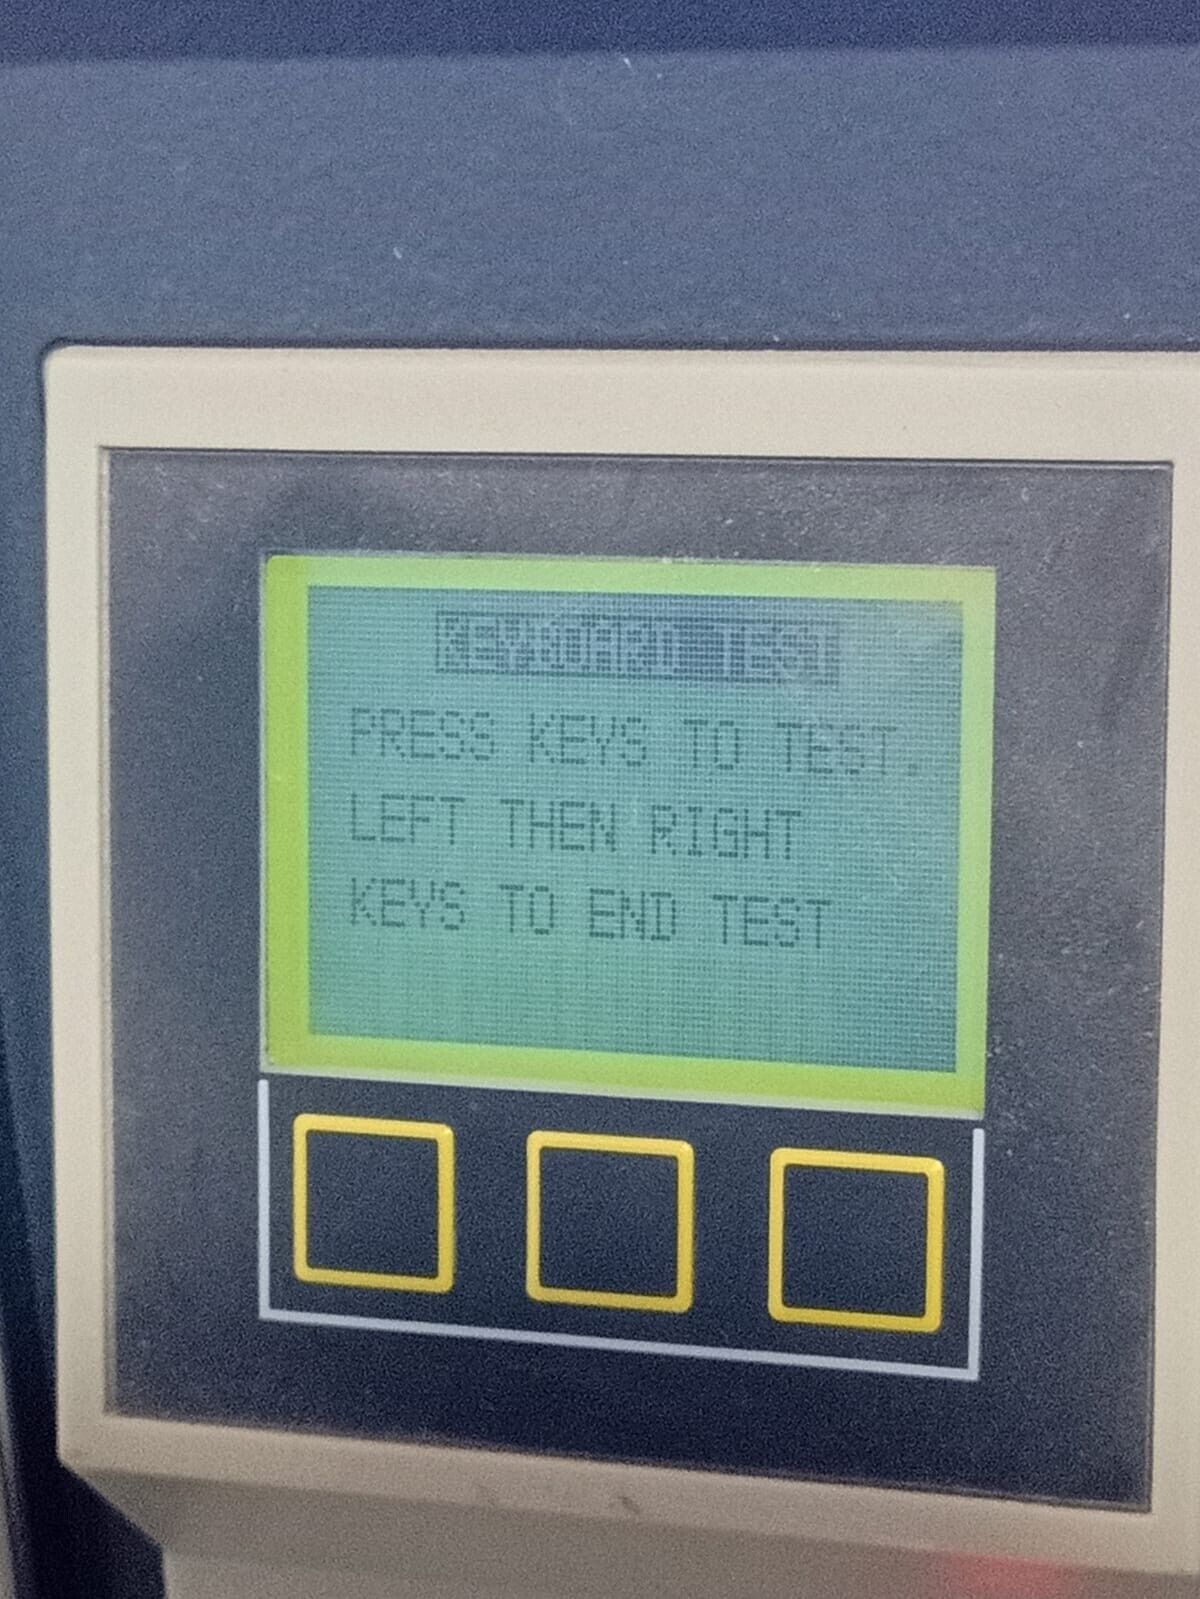 KEYBOARD TEST
PRESS KEYS TO TEST.
LEFT THEN RIGHT
KEYS TO END TEST